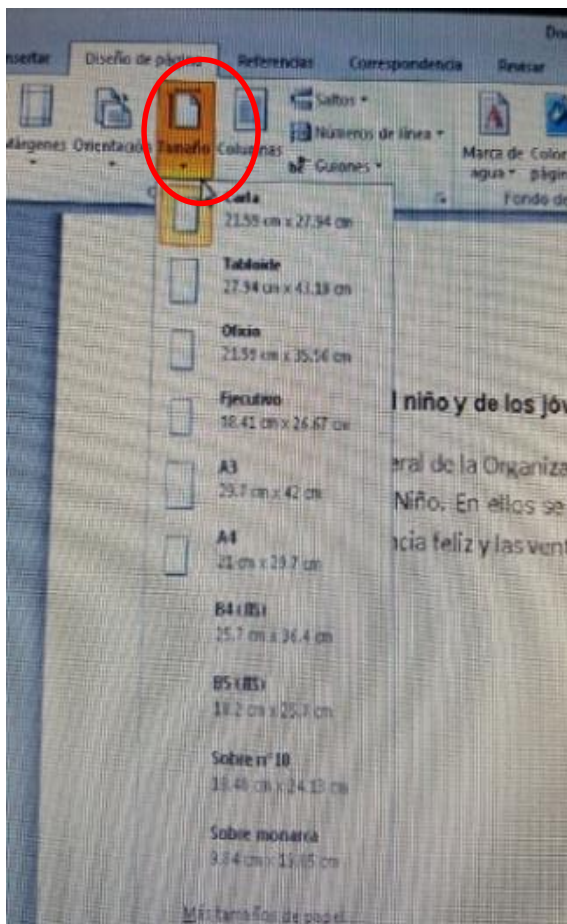 Do
Insertar Diseño de página Referencias Correspondencia Revisar
Saltos
Números de línea
Guiones
Márgenes Orientación Tamaño Columnas
Marca de agua
Color págin
Fondo de
Carta
21.59 cm x 27.94 cm
Tabloide
27.94 cm x 43.18 cm
Oficio
21.59 cm x 35.56 cm
Ejecutivo
18.41 cm x 26.67 cm
A3
29.7 cm x 42 cm
A4
21 cm x 29.7 cm
B4 (JIS)
25.7 cm x 36.4 cm
B5 (JIS)
18.2 cm x 25.7 cm
Sobre nº 10
24.13 cm
Sobre monarca
9.84 cm x 19.05 cm
Más tamaños de papel...
l niño y de los jóv
eral de la Organiza
Niño. En ellos se
ncia feliz y las vent